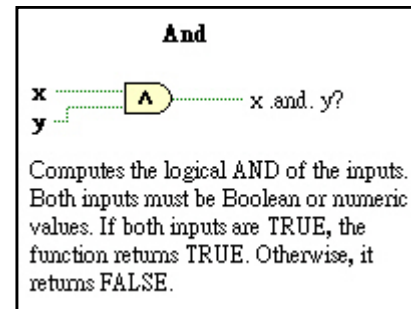 And
x
∧
x .and. y?
y
Computes the logical AND of the inputs.
Both inputs must be Boolean or numeric
values. If both inputs are TRUE, the
function returns TRUE. Otherwise, it
returns FALSE.